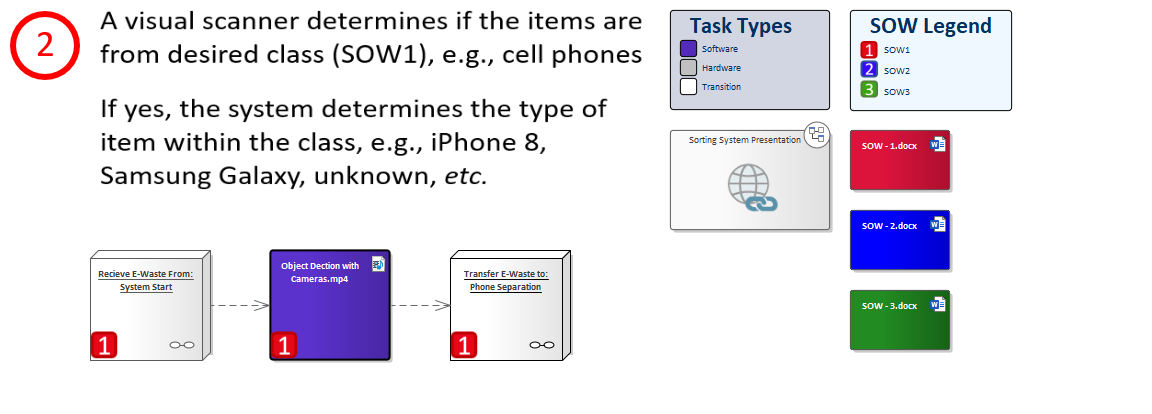 2
A visual scanner determines if the items are
from desired class (SOW1), e.g., cell phones
If yes, the system determines the type of
item within the class, e.g., iPhone 8,
Samsung Galaxy, unknown, etc.
Task Types
Software
Hardware
Transition
SOW Legend
1 SOW1
2 SOW2
3 SOW3
Sorting System Presentation
SOW - 1.docx
SOW - 2.docx
SOW - 3.docx
Recieve E-Waste From:
System Start
1
Object Dection with
Cameras.mp4
1
Transfer E-Waste to:
Phone Separation
1